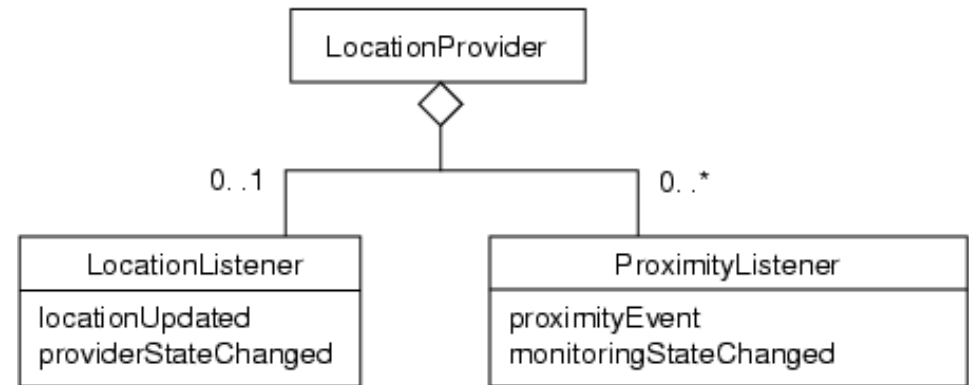 LocationProvider
0..1
0..*
LocationListener
locationUpdated
providerStateChanged
ProximityListener
proximityEvent
monitoringStateChanged